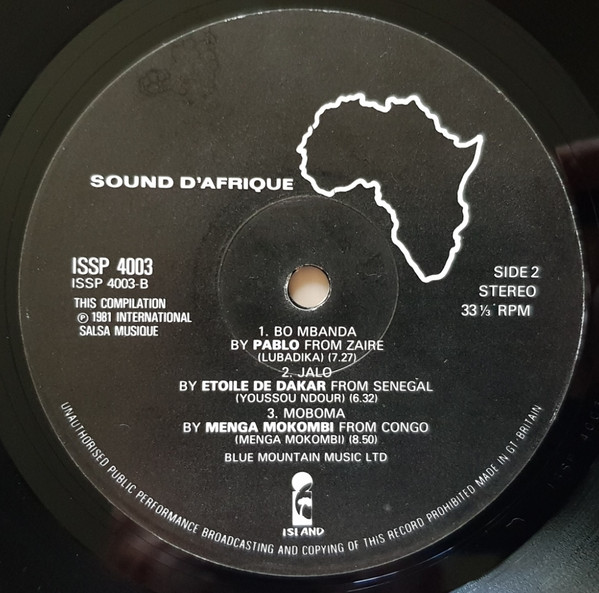 SOUND D'AFRIQUE
ISSP 4003
ISSP 4003-B
THIS COMPILATION
Ⓟ 1981 INTERNATIONAL
SALSA MUSIQUE
SIDE 2
STEREO
33⅓ RPM
1. BO MBANDA
BY PABLO FROM ZAIRE
(LUBADIKA) (7.27)
2. JALO
BY ETOILE DE DAKAR FROM SENEGAL
(YOUSSOU NDOUR) (6.32)
3. MOBOMA
BY MENGA MOKOMBI FROM CONGO
(MENGA MOKOMBI) (8.50)
BLUE MOUNTAIN MUSIC LTD
ISLAND
UNAUTHORISED PUBLIC PERFORMANCE BROADCASTING AND COPYING OF THIS RECORD PROHIBITED MADE IN GT BRITAIN